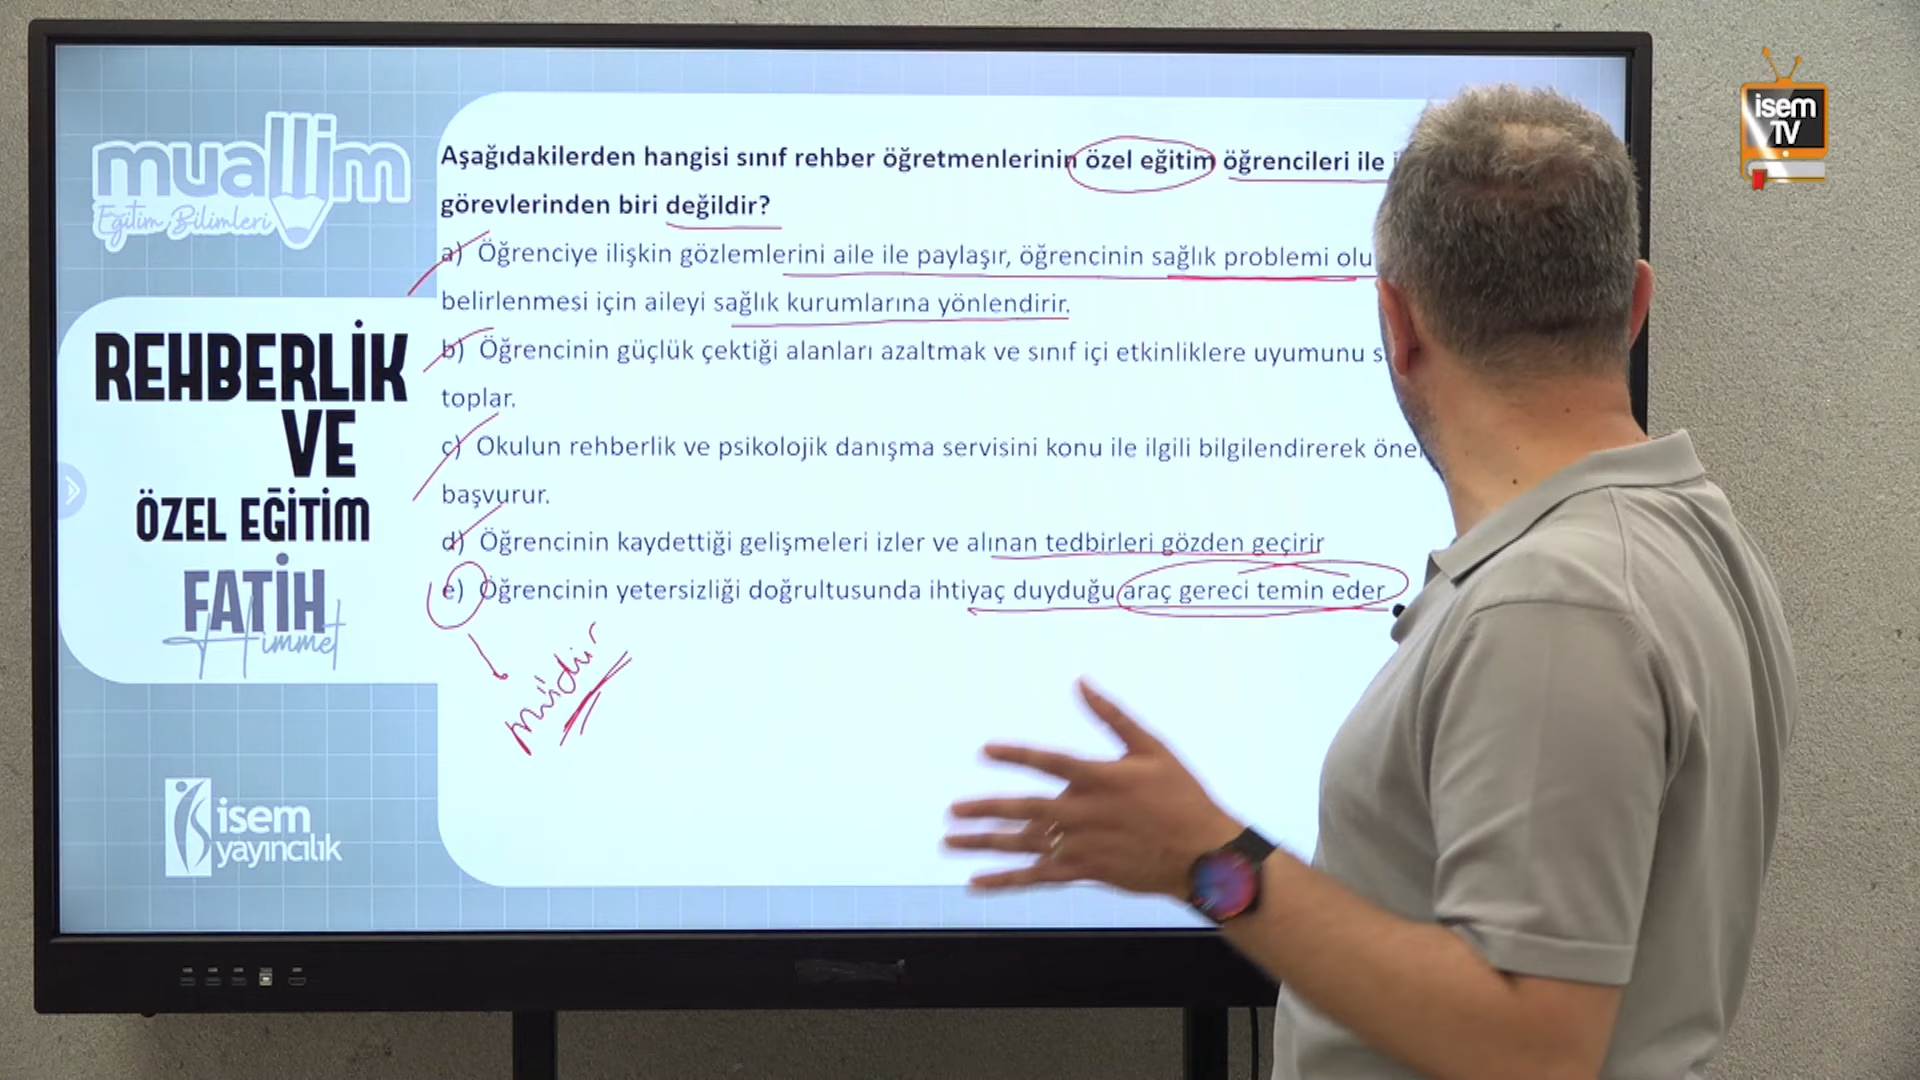 isem
TV
muallim
Eğitim Bilimleri
REHBERLİK
VE
ÖZEL EĞİTİM
FATİH
Himmet
isem
yayıncılık
Aşağıdakilerden hangisi sınıf rehber öğretmenlerinin özel eğitim öğrencileri ile
görevlerinden biri değildir?
a) Öğrenciye ilişkin gözlemlerini aile ile paylaşır, öğrencinin sağlık problemi
belirlenmesi için aileyi sağlık kurumlarına yönlendirir.
b) Öğrencinin güçlük çektiği alanları azaltmak ve sınıf içi etkinliklere uyumunu
toplar.
c) Okulun rehberlik ve psikolojik danışma servisini konu ile ilgili bilgilendirerek
başvurur.
d) Öğrencinin kaydettiği gelişmeleri izler ve alınan tedbirleri gözden geçirir
e) Öğrencinin yetersizliği doğrultusunda ihtiyaç duyduğu araç gereci temin eder
müdür